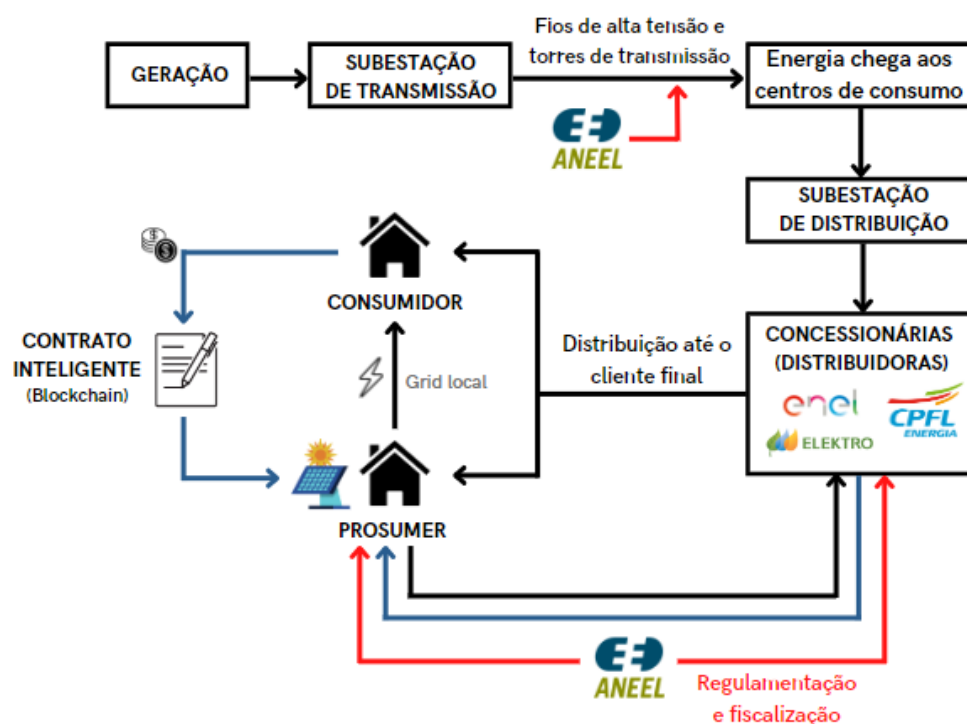 GERAÇÃO
SUBESTAÇÃO
DE TRANSMISSÃO
Fios de alta tensão e
torres de transmissão
Energia chega aos
centros de consumo
ANEEL
SUBESTAÇÃO
DE DISTRIBUIÇÃO
CONSUMIDOR
CONTRATO
INTELIGENTE
(Blockchain)
Grid local
Distribuição até o
cliente final
CONCESSIONÁRIAS
(DISTRIBUIDORAS)
enel
CPFL
ENERGIA
ELEKTRO
PROSUMER
ANEEL
Regulamentação
e fiscalização